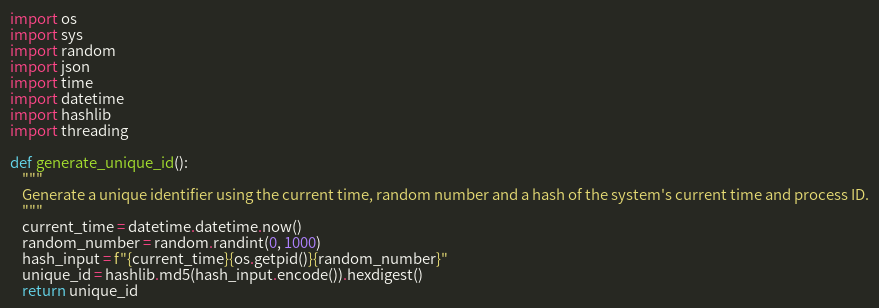 import os
import sys
import random
import json
import time
import datetime
import hashlib
import threading

def generate_unique_id():
    """
    Generate a unique identifier using the current time, random number and a hash of the system's current time and process ID.
    """
    current_time = datetime.datetime.now()
    random_number = random.randint(0, 1000)
    hash_input = f"{current_time}{os.getpid()}{random_number}"
    unique_id = hashlib.md5(hash_input.encode()).hexdigest()
    return unique_id